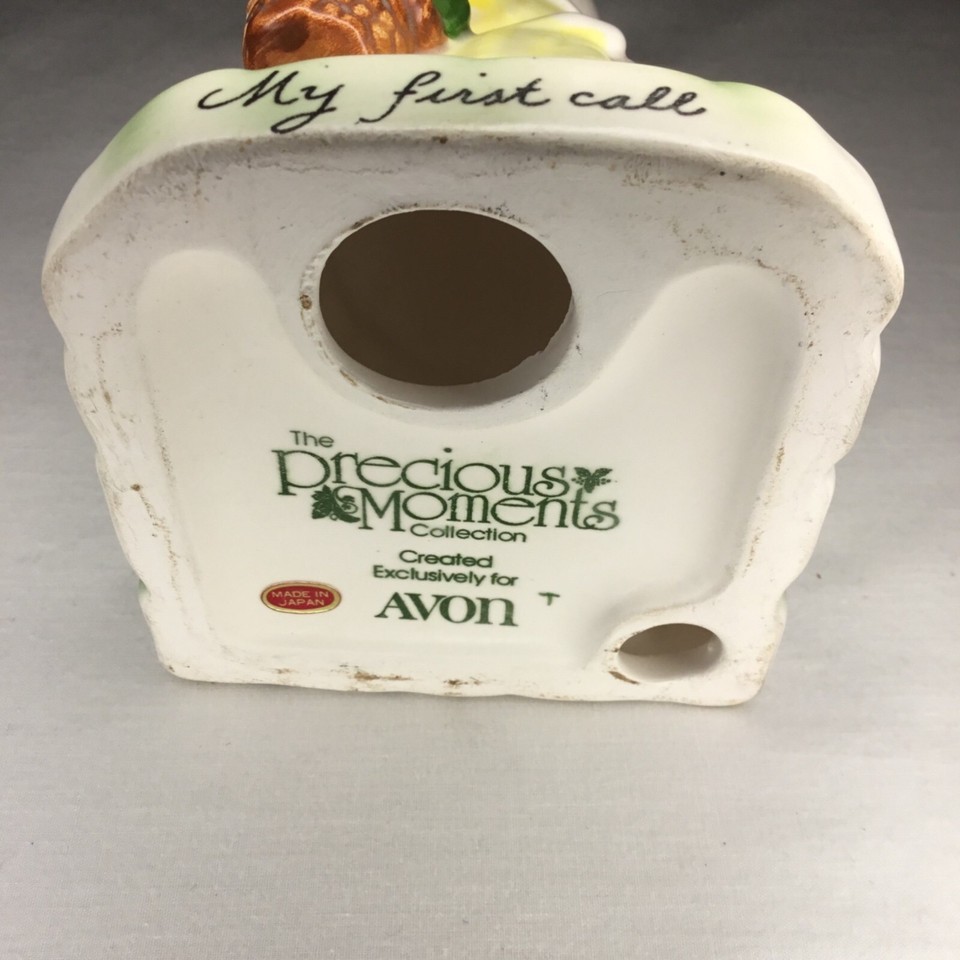 My first call
The
Precious
Moments
Collection
Created
Exclusively for
AVON
MADE IN
JAPAN